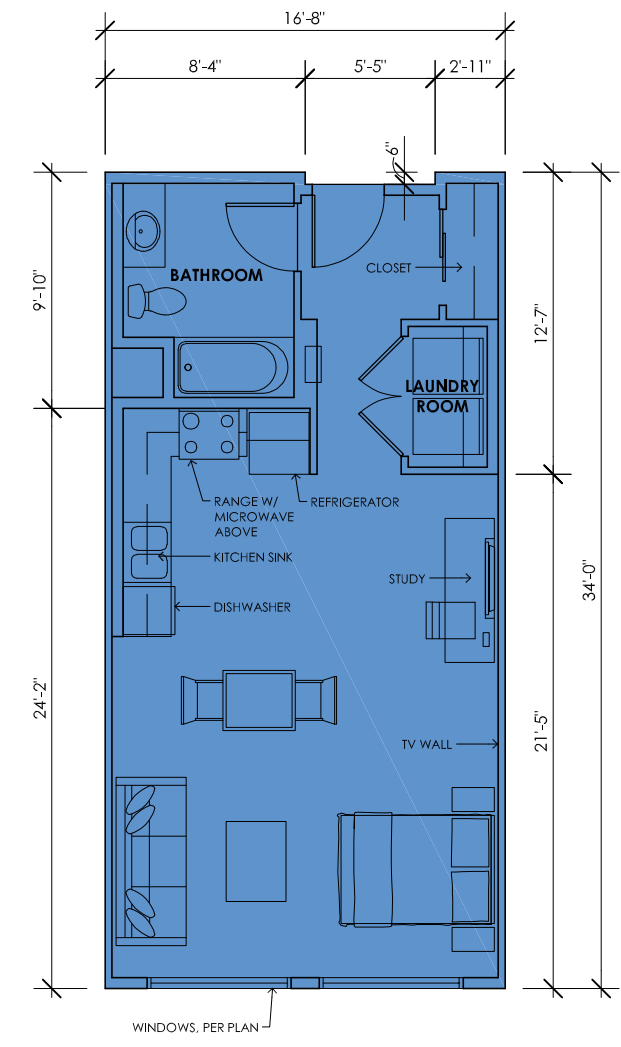 16'-8"
8'-4"
5'-5"
2'-11"
6"
9'-10"
BATHROOM
CLOSET
12'-7"
LAUNDRY
ROOM
RANGE W/
MICROWAVE
ABOVE
REFRIGERATOR
KITCHEN SINK
STUDY
34'-0"
DISHWASHER
24'-2"
21'-5"
TV WALL
WINDOWS, PER PLAN